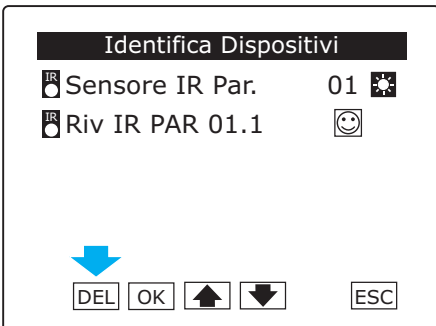 Identifica Dispositivi
IR Sensore IR Par. 01
IR Riv IR PAR 01.1
DEL OK ESC